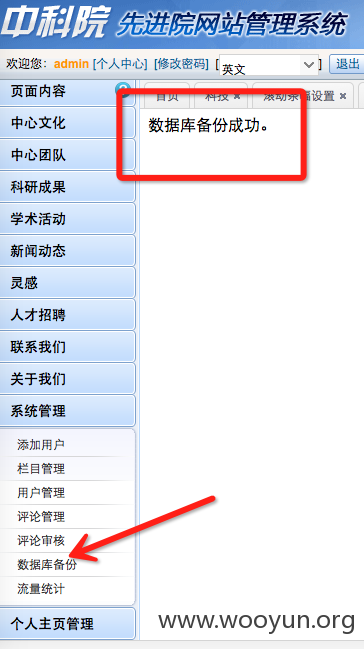 中科院 先进院网站管理系统
欢迎您: admin [个人中心] [修改密码] [英文] 退出
页面内容
首页 科技 × 滚动条幅设置 ×
数据库备份成功。
中心文化
中心团队
科研成果
学术活动
新闻动态
灵感
人才招聘
联系我们
关于我们
系统管理
添加用户
栏目管理
用户管理
评论管理
评论审核
数据库备份
流量统计
个人主页管理
www.wooyun.org